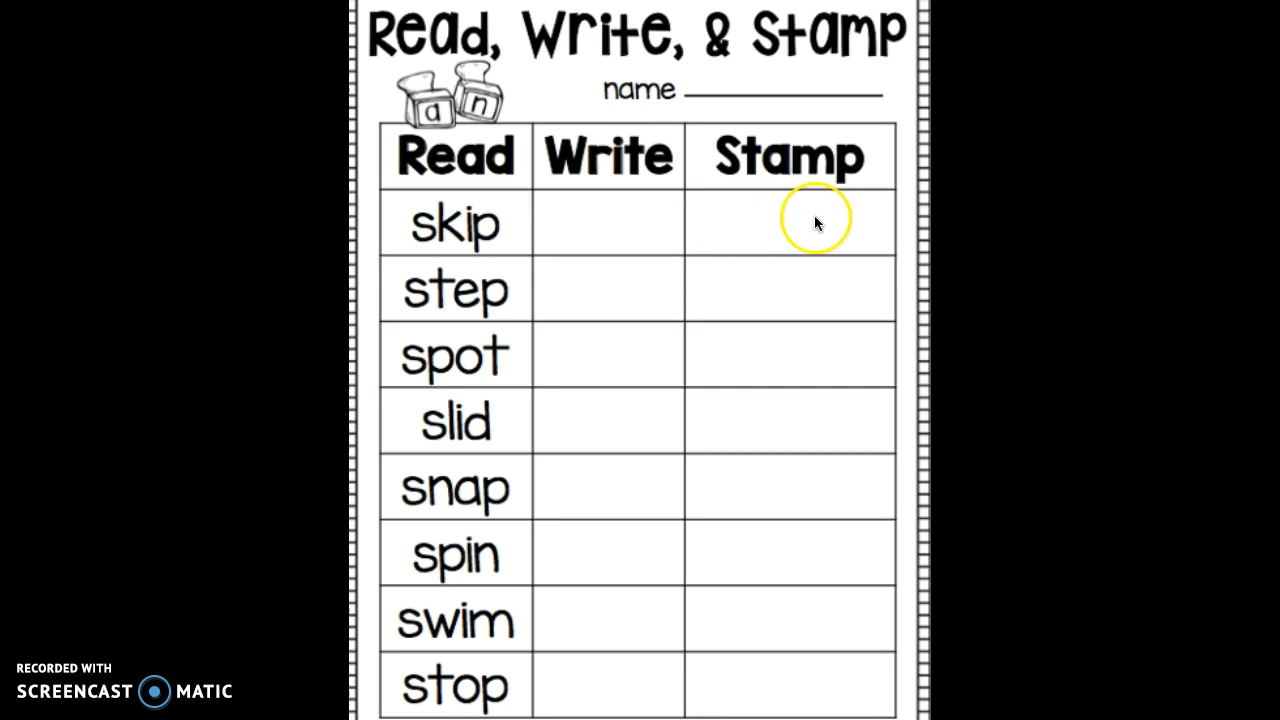 Read, Write, & Stamp
name
a n
Read Write Stamp
skip
step
spot
slid
snap
spin
swim
stop
RECORDED WITH
SCREENCAST MATIC